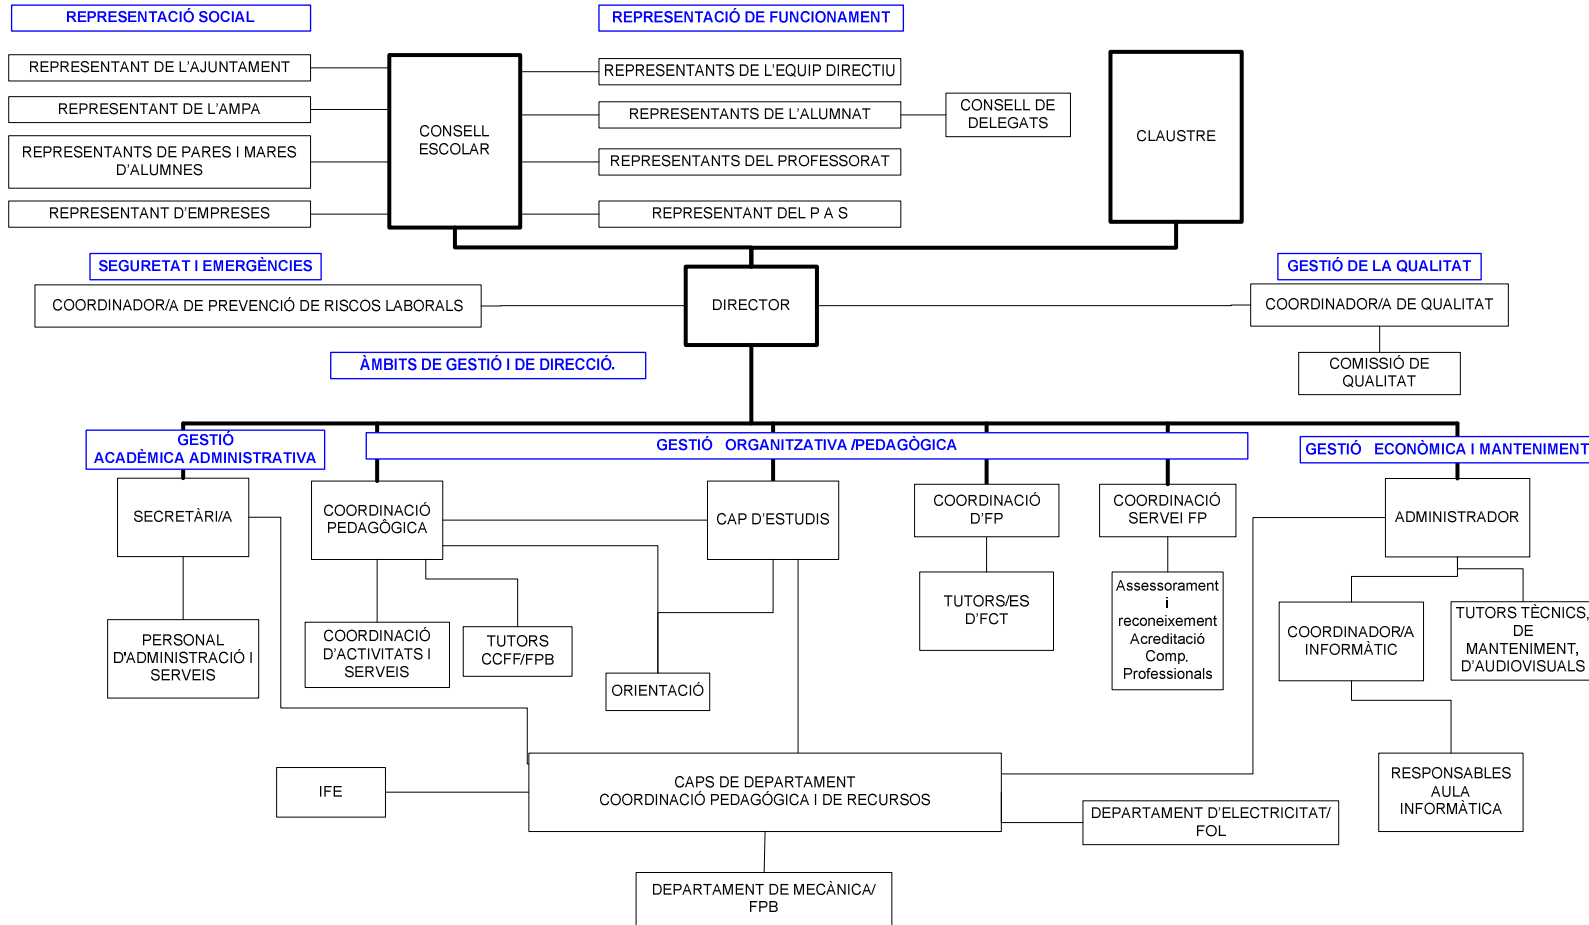 REPRESENTACIÓ SOCIAL
REPRESENTACIÓ DE FUNCIONAMENT
REPRESENTANT DE L'AJUNTAMENT
REPRESENTANT DE L'AMPA
REPRESENTANTS DE PARES I MARES
D'ALUMNES
REPRESENTANT D'EMPRESES
CONSELL
ESCOLAR
REPRESENTANTS DE L'EQUIP DIRECTIU
REPRESENTANTS DE L'ALUMNAT
REPRESENTANTS DEL PROFESSORAT
REPRESENTANT DEL P A S
CONSELL DE
DELEGATS
CLAUSTRE
SEGURETAT I EMERGÈNCIES
COORDINADOR/A DE PREVENCIÓ DE RISCOS LABORALS
DIRECTOR
GESTIÓ DE LA QUALITAT
COORDINADOR/A DE QUALITAT
COMISSIÓ DE
QUALITAT
ÀMBITS DE GESTIÓ I DE DIRECCIÓ.
GESTIÓ
ACADÈMICA ADMINISTRATIVA
GESTIÓ ORGANITZATIVA /PEDAGÒGICA
GESTIÓ ECONÒMICA I MANTENIMENT
SECRETÀRI/A
COORDINACIÓ
PEDAGÔGICA
CAP D'ESTUDIS
COORDINACIÓ
D'FP
COORDINACIÓ
SERVEI FP
ADMINISTRADOR
PERSONAL
D'ADMINISTRACIÓ I
SERVEIS
COORDINACIÓ
D'ACTIVITATS I
SERVEIS
TUTORS
CCFF/FPB
ORIENTACIÓ
TUTORS/ES
D'FCT
Assessorament
i
reconeixement
Acreditació
Comp.
Professionals
COORDINADOR/A
INFORMÀTIC
TUTORS TÈCNICS,
DE
MANTENIMENT,
D'AUDIOVISUALS
IFE
CAPS DE DEPARTAMENT
COORDINACIÓ PEDAGÓGICA I DE RECURSOS
DEPARTAMENT D'ELECTRICITAT/
FOL
RESPONSABLES
AULA
INFORMÀTICA
DEPARTAMENT DE MECÀNICA/
FPB